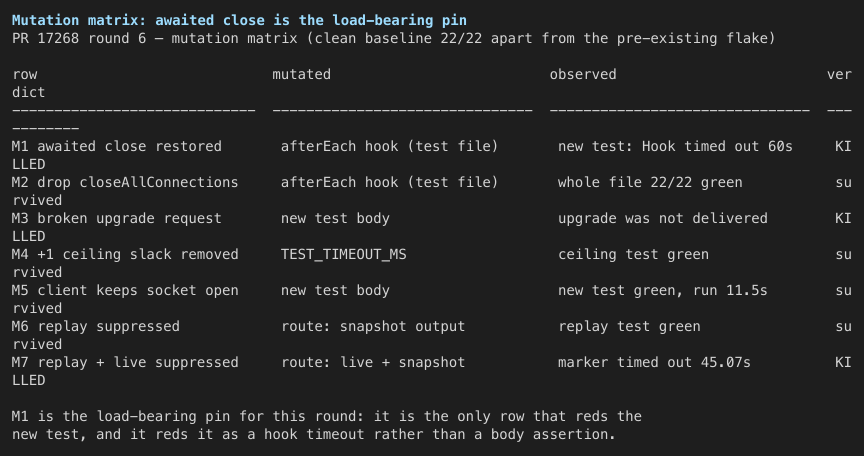 Mutation matrix: awaited close is the load-bearing pin
PR 17268 round 6 — mutation matrix (clean baseline 22/22 apart from the pre-existing flake)
row                            mutated                          observed                         ver
dict
-----------------------------  -------------------------------  -------------------------------  ---
--------
M1 awaited close restored       afterEach hook (test file)       new test: Hook timed out 60s     KI
LLED
M2 drop closeAllConnections     afterEach hook (test file)       whole file 22/22 green           su
rvived
M3 broken upgrade request       new test body                    upgrade was not delivered        KI
LLED
M4 +1 ceiling slack removed     TEST_TIMEOUT_MS                  ceiling test green               su
rvived
M5 client keeps socket open     new test body                    new test green, run 11.5s        su
rvived
M6 replay suppressed            route: snapshot output           replay test green                su
rvived
M7 replay + live suppressed     route: live + snapshot           marker timed out 45.07s          KI
LLED
M1 is the load-bearing pin for this round: it is the only row that reds the
new test, and it reds it as a hook timeout rather than a body assertion.